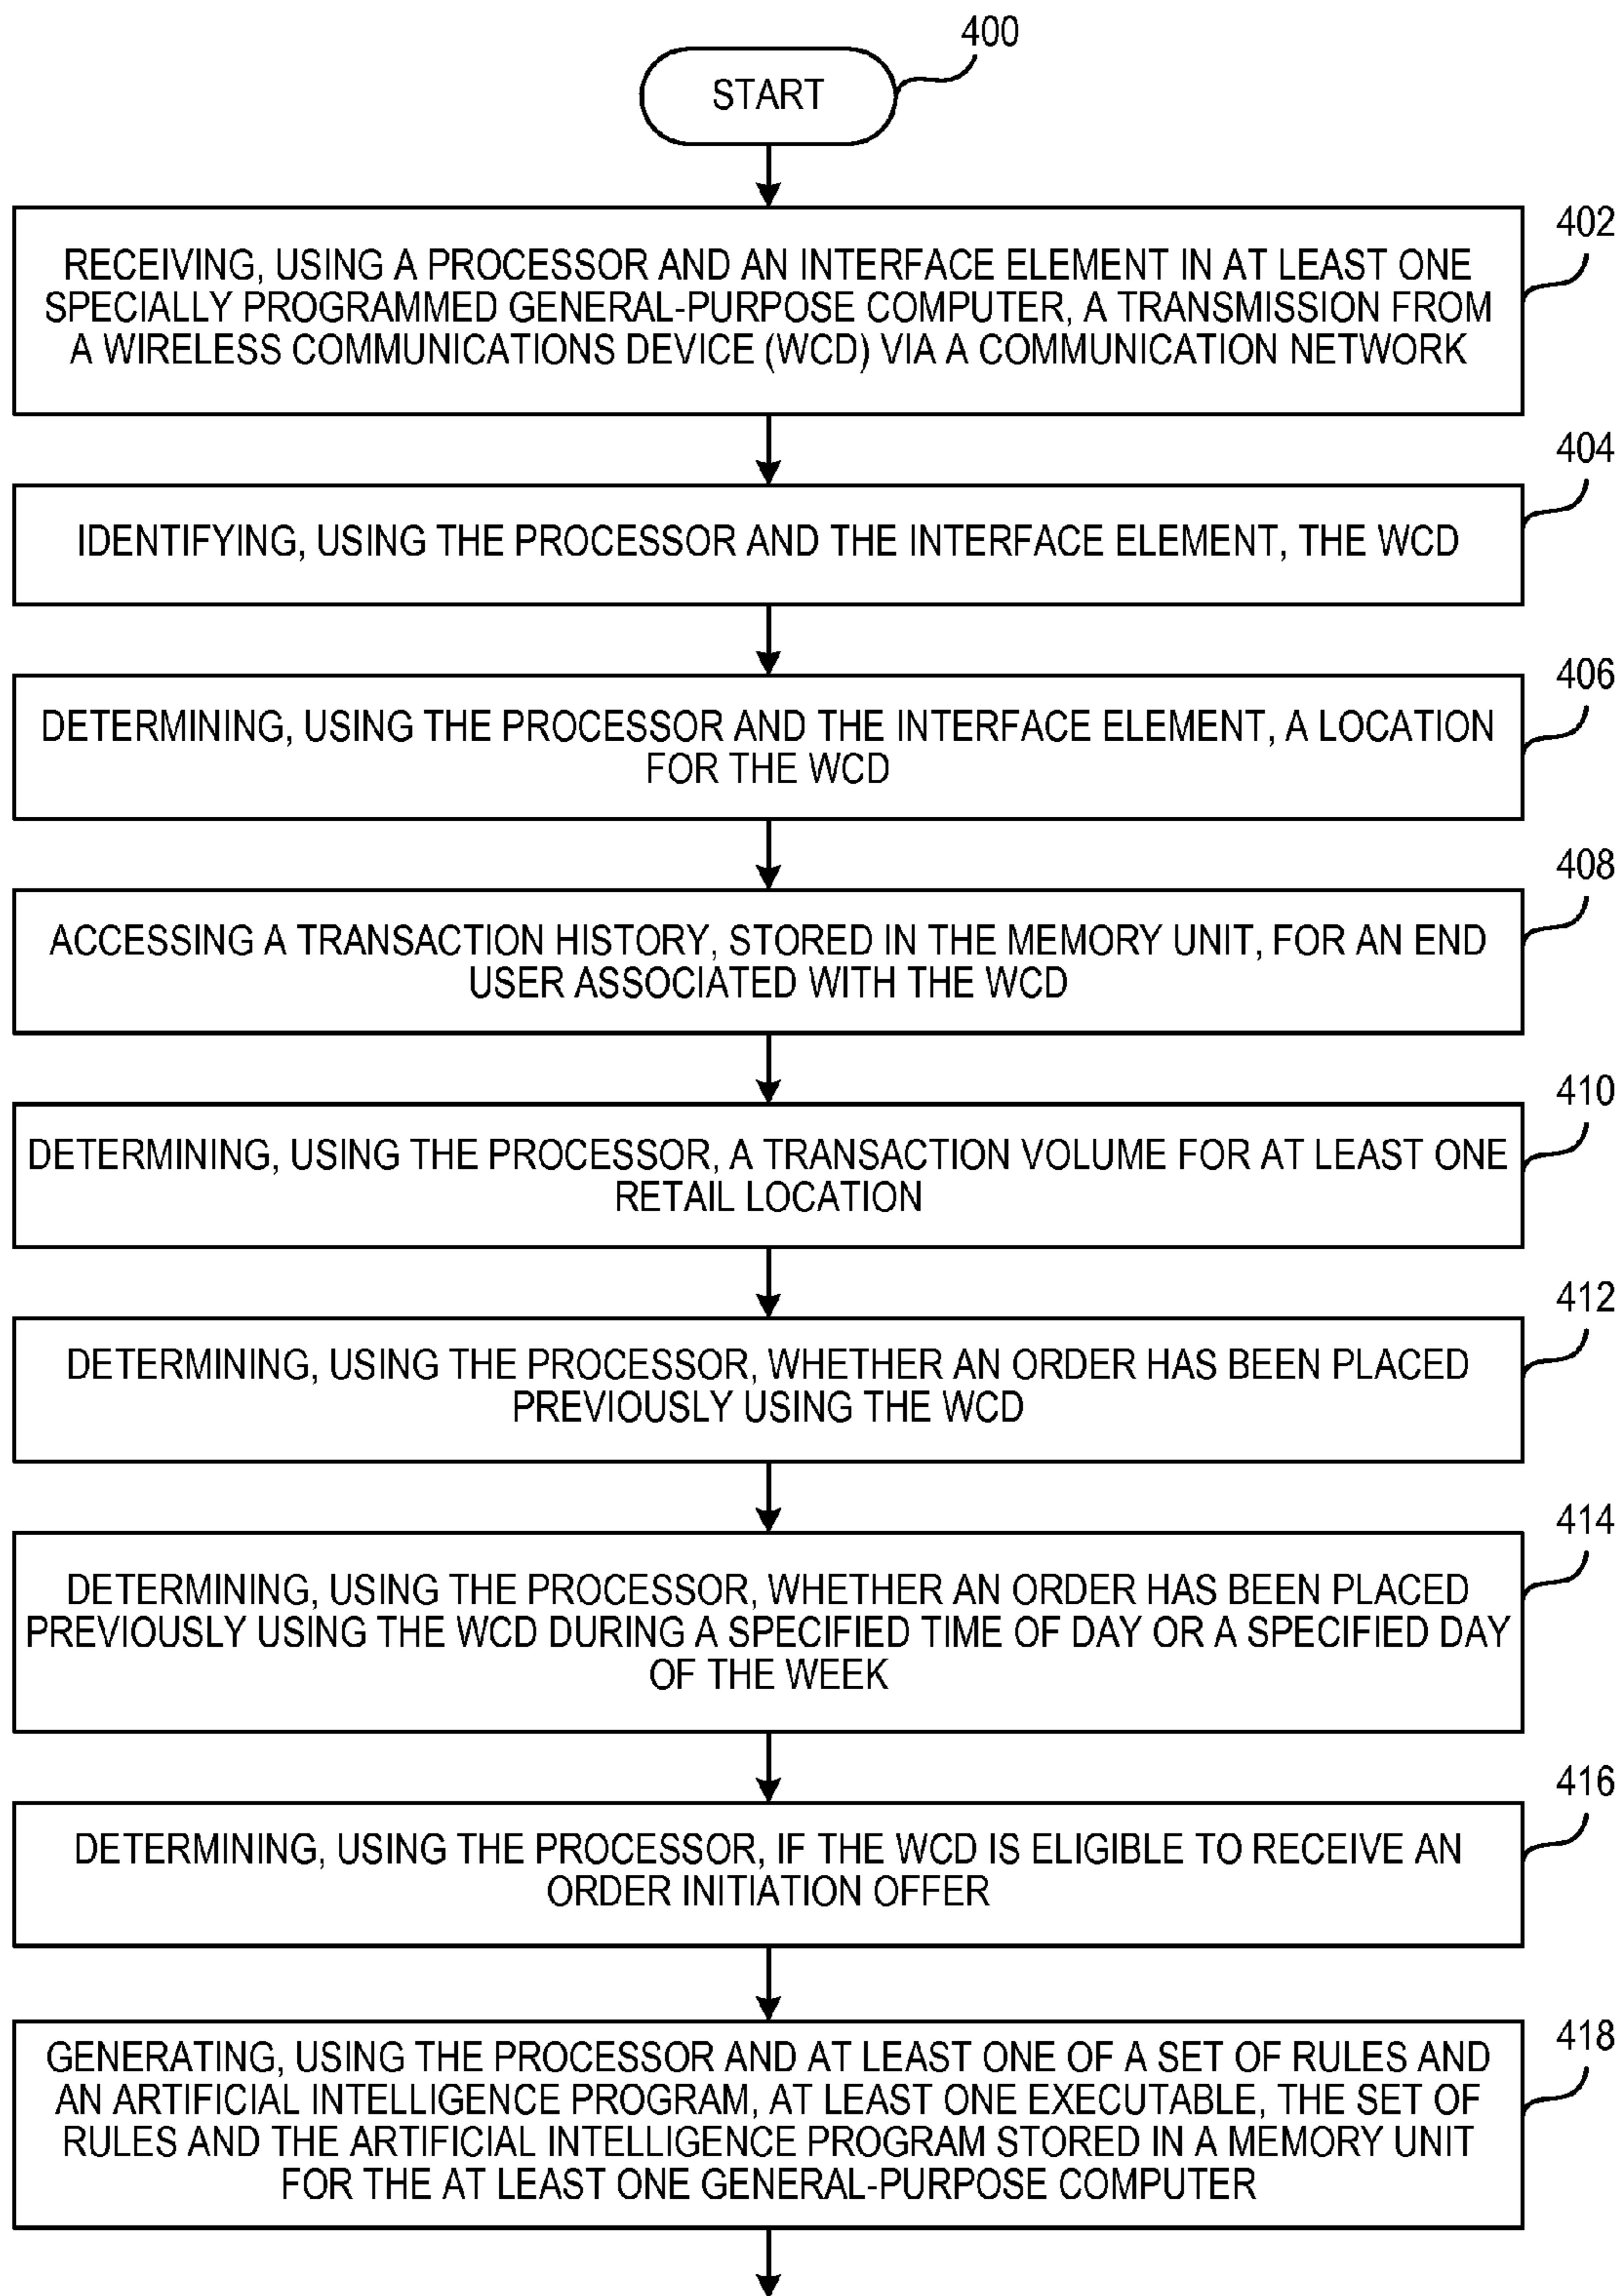 400
START
402
RECEIVING, USING A PROCESSOR AND AN INTERFACE ELEMENT IN AT LEAST ONE
SPECIALLY PROGRAMMED GENERAL-PURPOSE COMPUTER, A TRANSMISSION FROM
A WIRELESS COMMUNICATIONS DEVICE (WCD) VIA A COMMUNICATION NETWORK
404
IDENTIFYING, USING THE PROCESSOR AND THE INTERFACE ELEMENT, THE WCD
406
DETERMINING, USING THE PROCESSOR AND THE INTERFACE ELEMENT, A LOCATION
FOR THE WCD
408
ACCESSING A TRANSACTION HISTORY, STORED IN THE MEMORY UNIT, FOR AN END
USER ASSOCIATED WITH THE WCD
410
DETERMINING, USING THE PROCESSOR, A TRANSACTION VOLUME FOR AT LEAST ONE
RETAIL LOCATION
412
DETERMINING, USING THE PROCESSOR, WHETHER AN ORDER HAS BEEN PLACED
PREVIOUSLY USING THE WCD
414
DETERMINING, USING THE PROCESSOR, WHETHER AN ORDER HAS BEEN PLACED
PREVIOUSLY USING THE WCD DURING A SPECIFIED TIME OF DAY OR A SPECIFIED DAY
OF THE WEEK
416
DETERMINING, USING THE PROCESSOR, IF THE WCD IS ELIGIBLE TO RECEIVE AN
ORDER INITIATION OFFER
418
GENERATING, USING THE PROCESSOR AND AT LEAST ONE OF A SET OF RULES AND
AN ARTIFICIAL INTELLIGENCE PROGRAM, AT LEAST ONE EXECUTABLE, THE SET OF
RULES AND THE ARTIFICIAL INTELLIGENCE PROGRAM STORED IN A MEMORY UNIT
FOR THE AT LEAST ONE GENERAL-PURPOSE COMPUTER